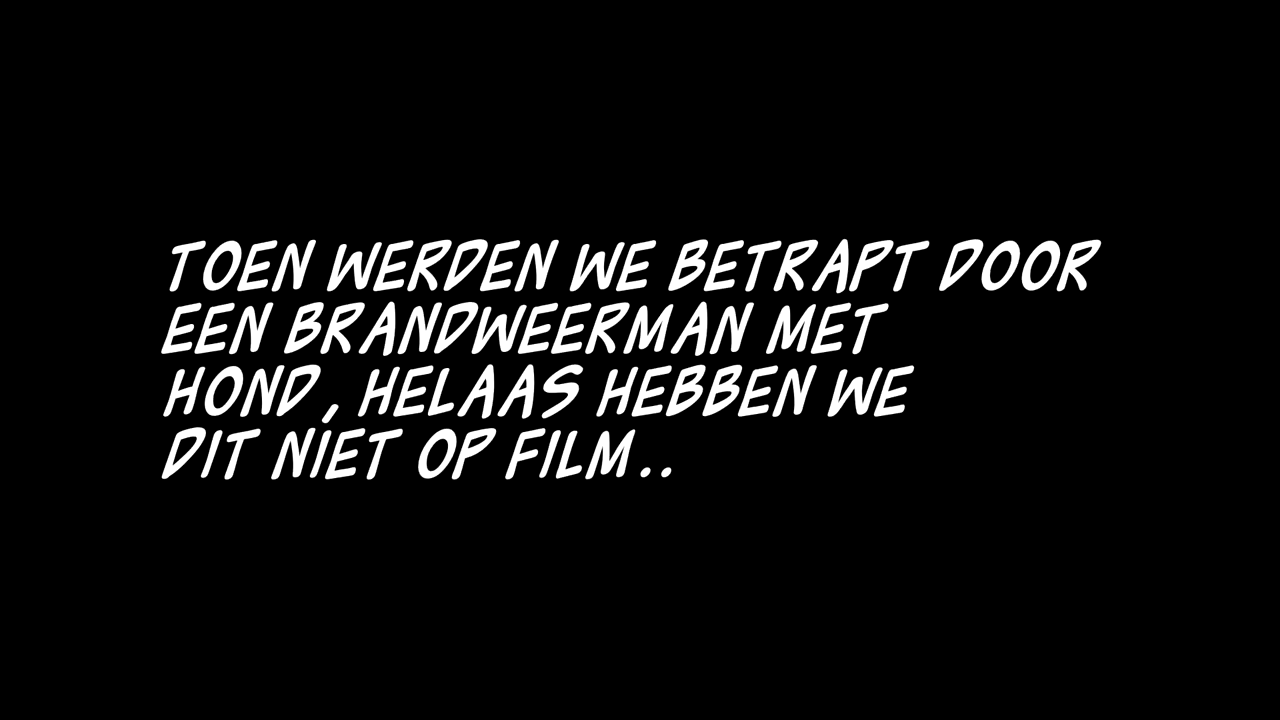 TOEN WERDEN WE BETRAPT DOOR
EEN BRANDWEERMAN MET
HOND, HELAAS HEBBEN WE
DIT NIET OP FILM..